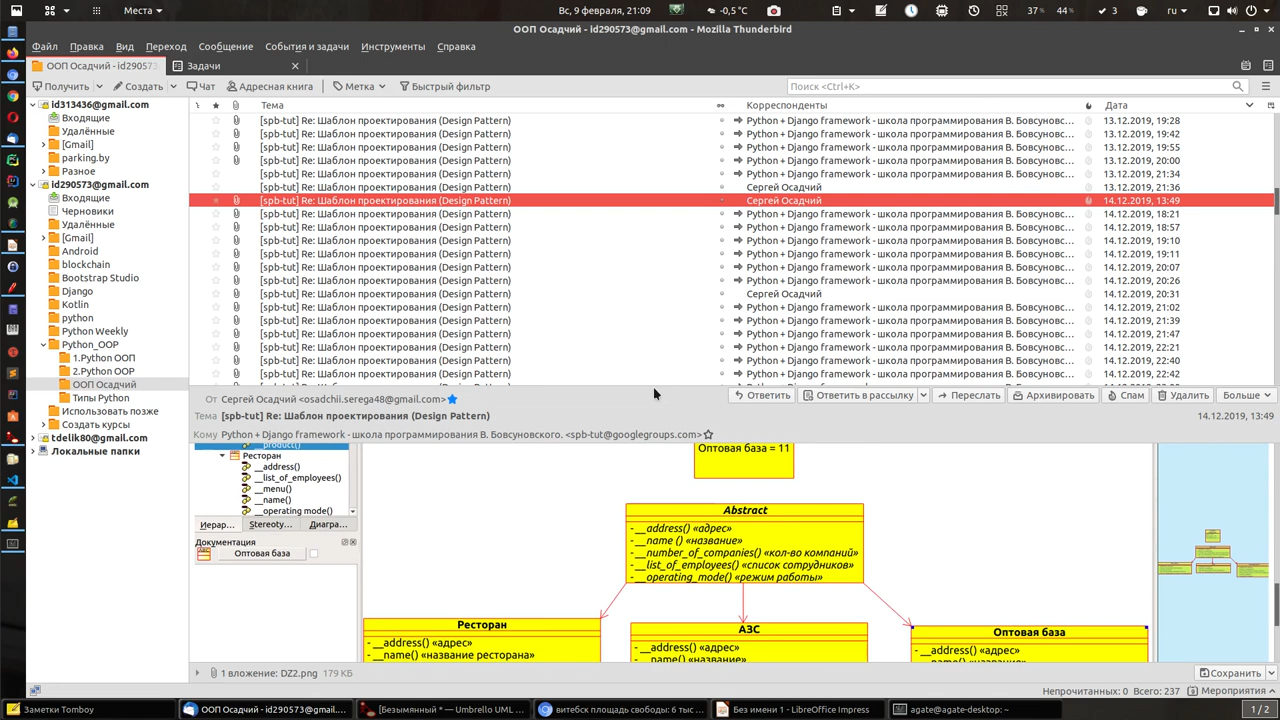 Места
Вс, 9 февраля, 21:09
-0,5 °C
37%
44%
3
ru
ООП Осадчий - id290573@gmail.com - Mozilla Thunderbird
Файл Правка Вид Переход Сообщение События и задачи Инструменты Справка
ООП Осадчий - id290573
Задачи
Получить Создать Чат Адресная книга Метка Быстрый фильтр
Поиск <Ctrl+K>
id313436@gmail.com
Входящие
Удалённые
[Gmail]
parking.by
Разное
id290573@gmail.com
Входящие
Черновики
Удалённые
[Gmail]
Android
blockchain
Bootstrap Studio
Django
Kotlin
python
Python Weekly
Python_OOP
1.Python ООП
2.Python OOP
ООП Осадчий
Типы Python
Использовать позже
Создать курсы
tdelik80@gmail.com
Локальные папки
Тема Корреспонденты Дата
[spb-tut] Re: Шаблон проектирования (Design Pattern) Python + Django framework - школа программирования В. Бовсуновс... 13.12.2019, 19:28
[spb-tut] Re: Шаблон проектирования (Design Pattern) Python + Django framework - школа программирования В. Бовсуновс... 13.12.2019, 19:42
[spb-tut] Re: Шаблон проектирования (Design Pattern) Python + Django framework - школа программирования В. Бовсуновс... 13.12.2019, 19:55
[spb-tut] Re: Шаблон проектирования (Design Pattern) Python + Django framework - школа программирования В. Бовсуновс... 13.12.2019, 20:00
[spb-tut] Re: Шаблон проектирования (Design Pattern) Python + Django framework - школа программирования В. Бовсуновс... 13.12.2019, 21:34
[spb-tut] Re: Шаблон проектирования (Design Pattern) Сергей Осадчий 13.12.2019, 21:36
[spb-tut] Re: Шаблон проектирования (Design Pattern) Сергей Осадчий 14.12.2019, 13:49
[spb-tut] Re: Шаблон проектирования (Design Pattern) Python + Django framework - школа программирования В. Бовсуновс... 14.12.2019, 18:21
[spb-tut] Re: Шаблон проектирования (Design Pattern) Python + Django framework - школа программирования В. Бовсуновс... 14.12.2019, 18:57
[spb-tut] Re: Шаблон проектирования (Design Pattern) Python + Django framework - школа программирования В. Бовсуновс... 14.12.2019, 19:10
[spb-tut] Re: Шаблон проектирования (Design Pattern) Python + Django framework - школа программирования В. Бовсуновс... 14.12.2019, 19:11
[spb-tut] Re: Шаблон проектирования (Design Pattern) Python + Django framework - школа программирования В. Бовсуновс... 14.12.2019, 20:07
[spb-tut] Re: Шаблон проектирования (Design Pattern) Python + Django framework - школа программирования В. Бовсуновс... 14.12.2019, 20:26
[spb-tut] Re: Шаблон проектирования (Design Pattern) Сергей Осадчий 14.12.2019, 20:31
[spb-tut] Re: Шаблон проектирования (Design Pattern) Python + Django framework - школа программирования В. Бовсуновс... 14.12.2019, 21:02
[spb-tut] Re: Шаблон проектирования (Design Pattern) Python + Django framework - школа программирования В. Бовсуновс... 14.12.2019, 21:39
[spb-tut] Re: Шаблон проектирования (Design Pattern) Python + Django framework - школа программирования В. Бовсуновс... 14.12.2019, 21:47
[spb-tut] Re: Шаблон проектирования (Design Pattern) Python + Django framework - школа программирования В. Бовсуновс... 14.12.2019, 22:21
[spb-tut] Re: Шаблон проектирования (Design Pattern) Python + Django framework - школа программирования В. Бовсуновс... 14.12.2019, 22:40
[spb-tut] Re: Шаблон проектирования (Design Pattern) Python + Django framework - школа программирования В. Бовсуновс... 14.12.2019, 22:42
От Сергей Осадчий <osadchii.serega48@gmail.com>
Ответить Ответить в рассылку Переслать Архивировать Спам Удалить Больше
Тема [spb-tut] Re: Шаблон проектирования (Design Pattern) 14.12.2019, 13:49
Кому Python + Django framework - школа программирования В. Бовсуновского. <spb-tut@googlegroups.com>
__product()
Ресторан
__address()
__list_of_employees()
__menu()
__name()
__operating mode()
Иерар... Stereoty... Диагра...
Документация
Оптовая база
Оптовая база = 11
Abstract
- __address() «адрес»
- __name () «название»
- __number_of_companies() «кол-во компаний»
- __list_of_employees() «список сотрудников»
- __operating_mode() «режим работы»
Ресторан
- __address() «адрес»
- __name() «название ресторана»
АЗС
- __address() «адрес»
- __name() «название»
Оптовая база
- __address() «адрес»
1 вложение: DZ2.png 179 КБ
Сохранить
Непрочитанных: 0 Всего: 237 Мероприятия
Заметки Tomboy
ООП Осадчий - id290573@gmail....
[Безымянный * — Umbrello UML ...
витебск площадь свободы: 6 тыс ...
Без имени 1 - LibreOffice Impress
agate@agate-desktop: ~
1 / 2